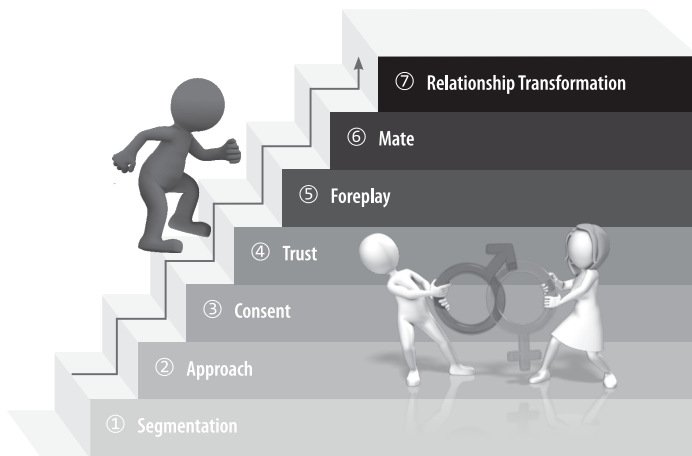 ⑦ Relationship Transformation
⑥ Mate
⑤ Foreplay
④ Trust
③ Consent
② Approach
① Segmentation